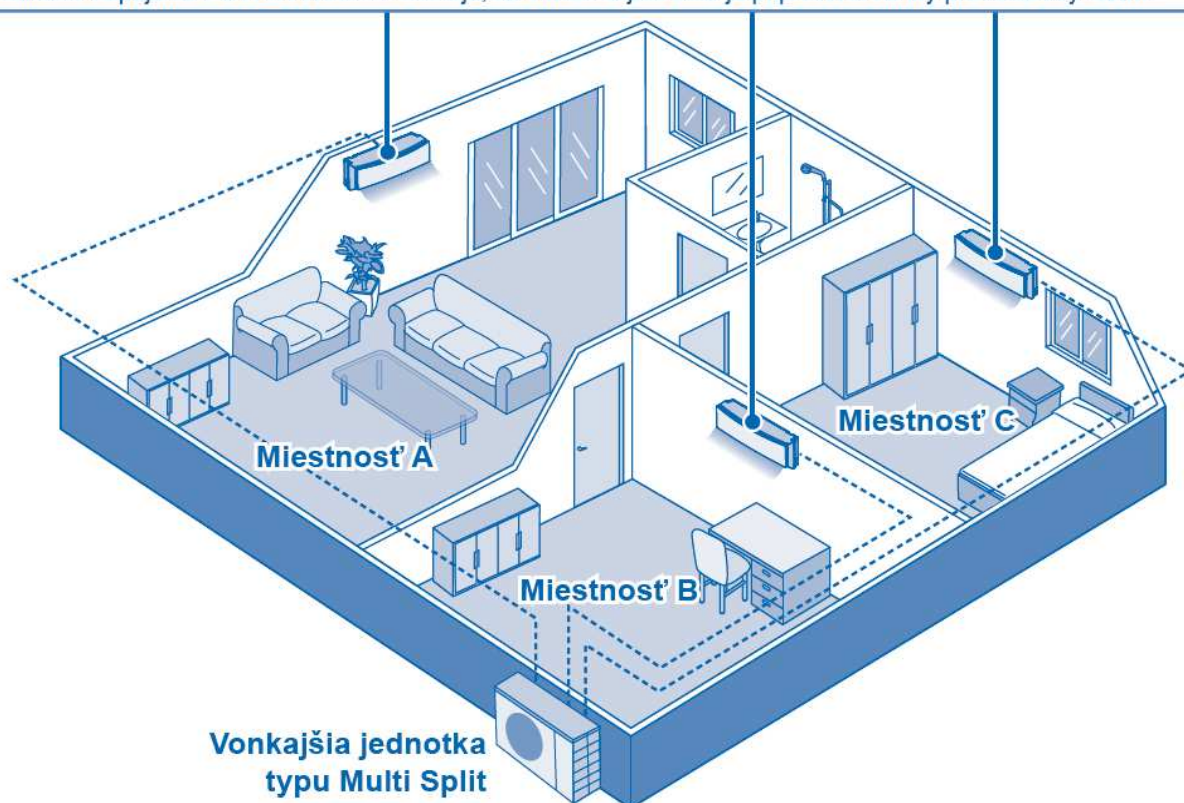 Miestnosť A
Miestnosť C
Miestnosť B
Vonkajšia jednotka
typu Multi Split